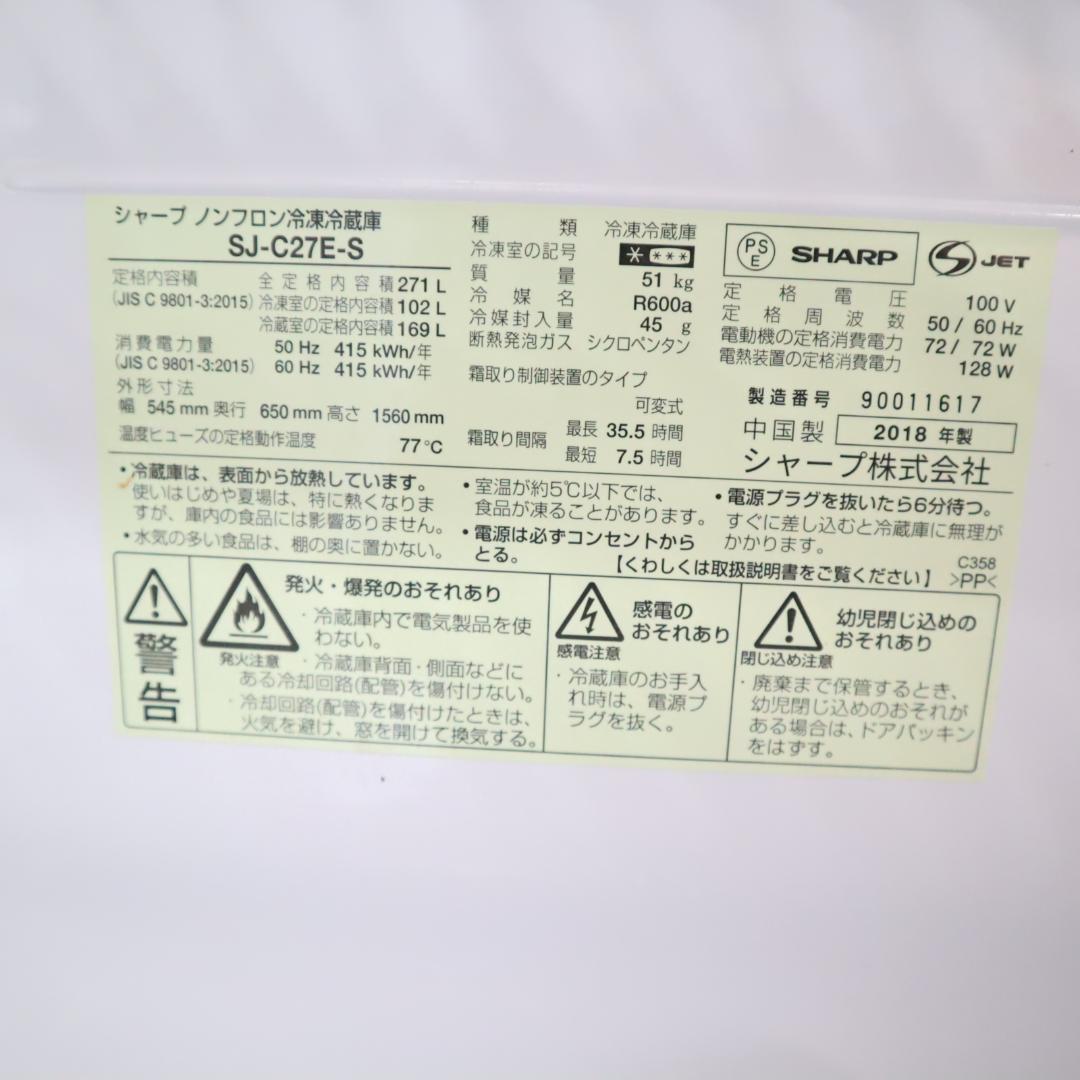 シャープ ノンフロン冷凍冷蔵庫
SJ-C27E-S
定格内容積 全定格内容積 271 L
(JIS C 9801-3:2015) 冷凍室の定格内容積 102 L
冷蔵室の定格内容積 169 L
消費電力量 50 Hz 415 kWh/年
(JIS C 9801-3:2015) 60 Hz 415 kWh/年
外形寸法
幅 545 mm 奥行 650 mm 高さ 1560 mm
温度ヒューズの定格動作温度 77℃
種類 冷凍冷蔵庫
冷凍室の記号 * ***
質量 51 kg
冷媒名 R600a
冷媒封入量 45 g
断熱発泡ガス シクロペンタン
霜取り制御装置のタイプ
可変式
霜取り間隔 最長 35.5 時間
最短 7.5 時間
PS E SHARP S JET
定格電圧 100 V
定格周波数 50 / 60 Hz
電動機の定格消費電力 72 / 72 W
電熱装置の定格消費電力 128 W
製造番号 90011617
中国製 2018 年製
シャープ株式会社
・冷蔵庫は、表面から放熱しています。
使いはじめや夏場は、特に熱くなりま
すが、庫内の食品には影響ありません。
・水気の多い食品は、棚の奥に置かない。
・室温が約5℃以下では、
食品が凍ることがあります。
・電源は必ずコンセントから
とる。
・電源プラグを抜いたら6分待つ。
すぐに差し込むと冷蔵庫に無理が
かかります。
【くわしくは取扱説明書をご覧ください】
C358
>PP<
警告
発火注意
発火・爆発のおそれあり
・冷蔵庫内で電気製品を使
わない。
・冷蔵庫背面・側面などに
ある冷却回路(配管)を傷付けない。
・冷却回路(配管)を傷付けたときは、
火気を避け、窓を開けて換気する。
感電注意
感電の
おそれあり
・冷蔵庫のお手入
れ時は、電源プ
ラグを抜く。
閉じ込め注意
幼児閉じ込めの
おそれあり
・廃棄まで保管するとき、
幼児閉じ込めのおそれが
ある場合は、ドアパッキン
をはずす。